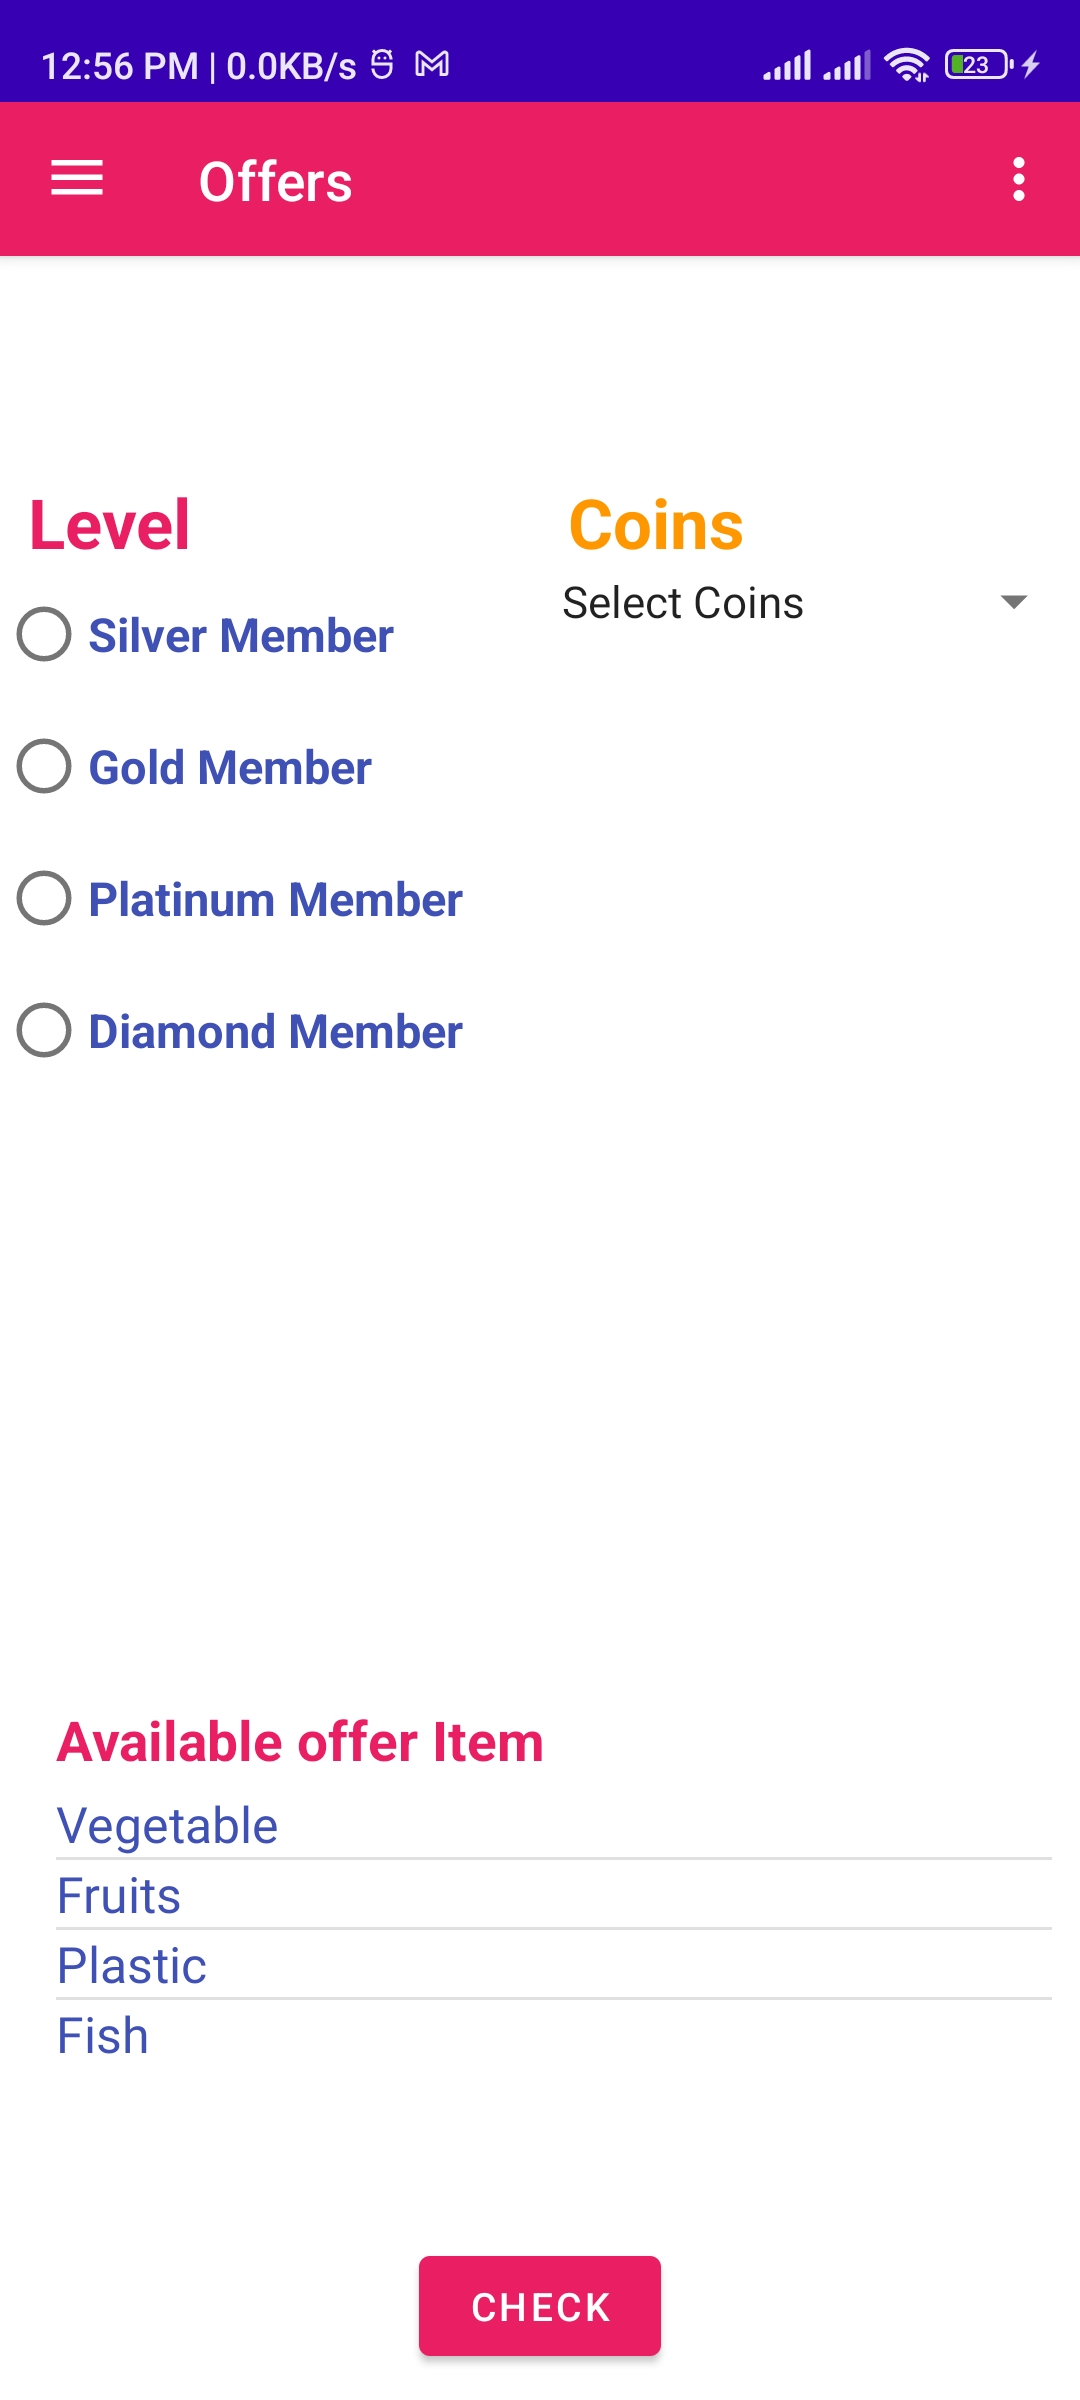 12:56 PM | 0.0KB/s
23
Offers
Level
Coins
Select Coins
Silver Member
Gold Member
Platinum Member
Diamond Member
Available offer Item
Vegetable
Fruits
Plastic
Fish
CHECK